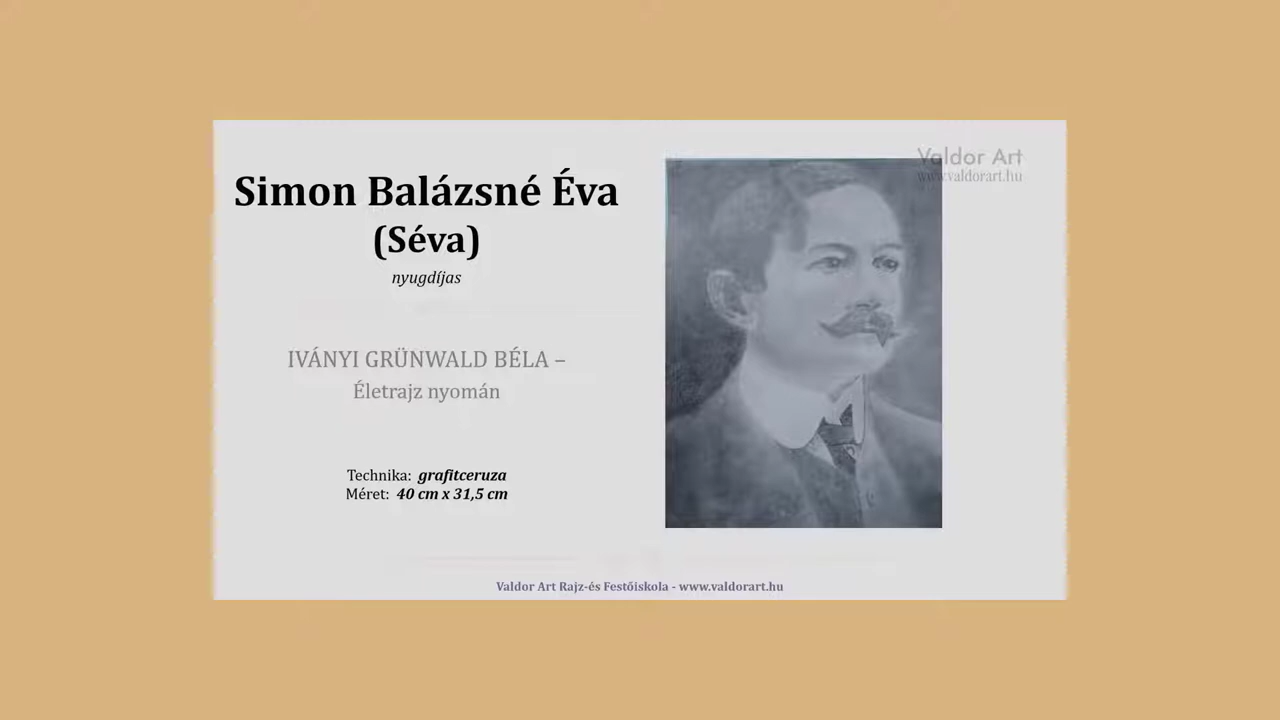 Simon Balázsné Éva
(Séva)
nyugdíjas
IVÁNYI GRÜNWALD BÉLA –
Életrajz nyomán
Technika: grafitceruza
Méret: 40 cm x 31,5 cm
Valdor Art
www.valdorart.hu
Valdor Art Rajz-és Festőiskola - www.valdorart.hu